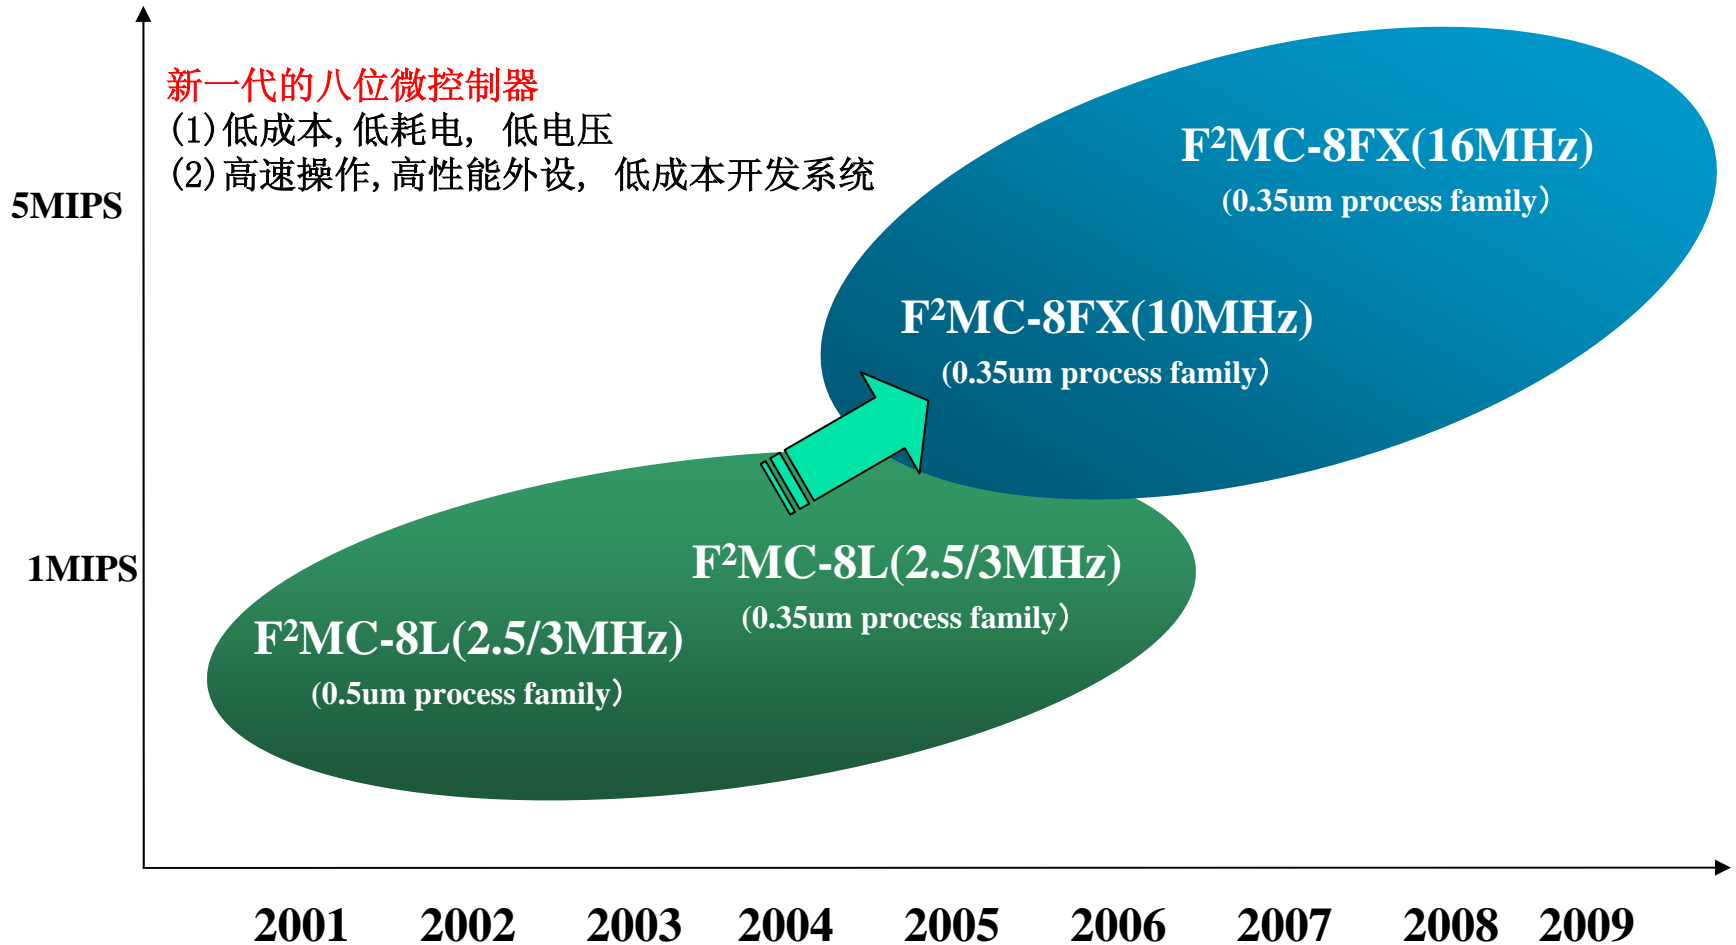 新一代的八位微控制器
(1)低成本,低耗电, 低电压
(2)高速操作,高性能外设, 低成本开发系统
5MIPS
F²MC-8FX(16MHz)
(0.35um process family)
F²MC-8FX(10MHz)
(0.35um process family)
1MIPS
F²MC-8L(2.5/3MHz)
(0.35um process family)
F²MC-8L(2.5/3MHz)
(0.5um process family)
2001 2002 2003 2004 2005 2006 2007 2008 2009